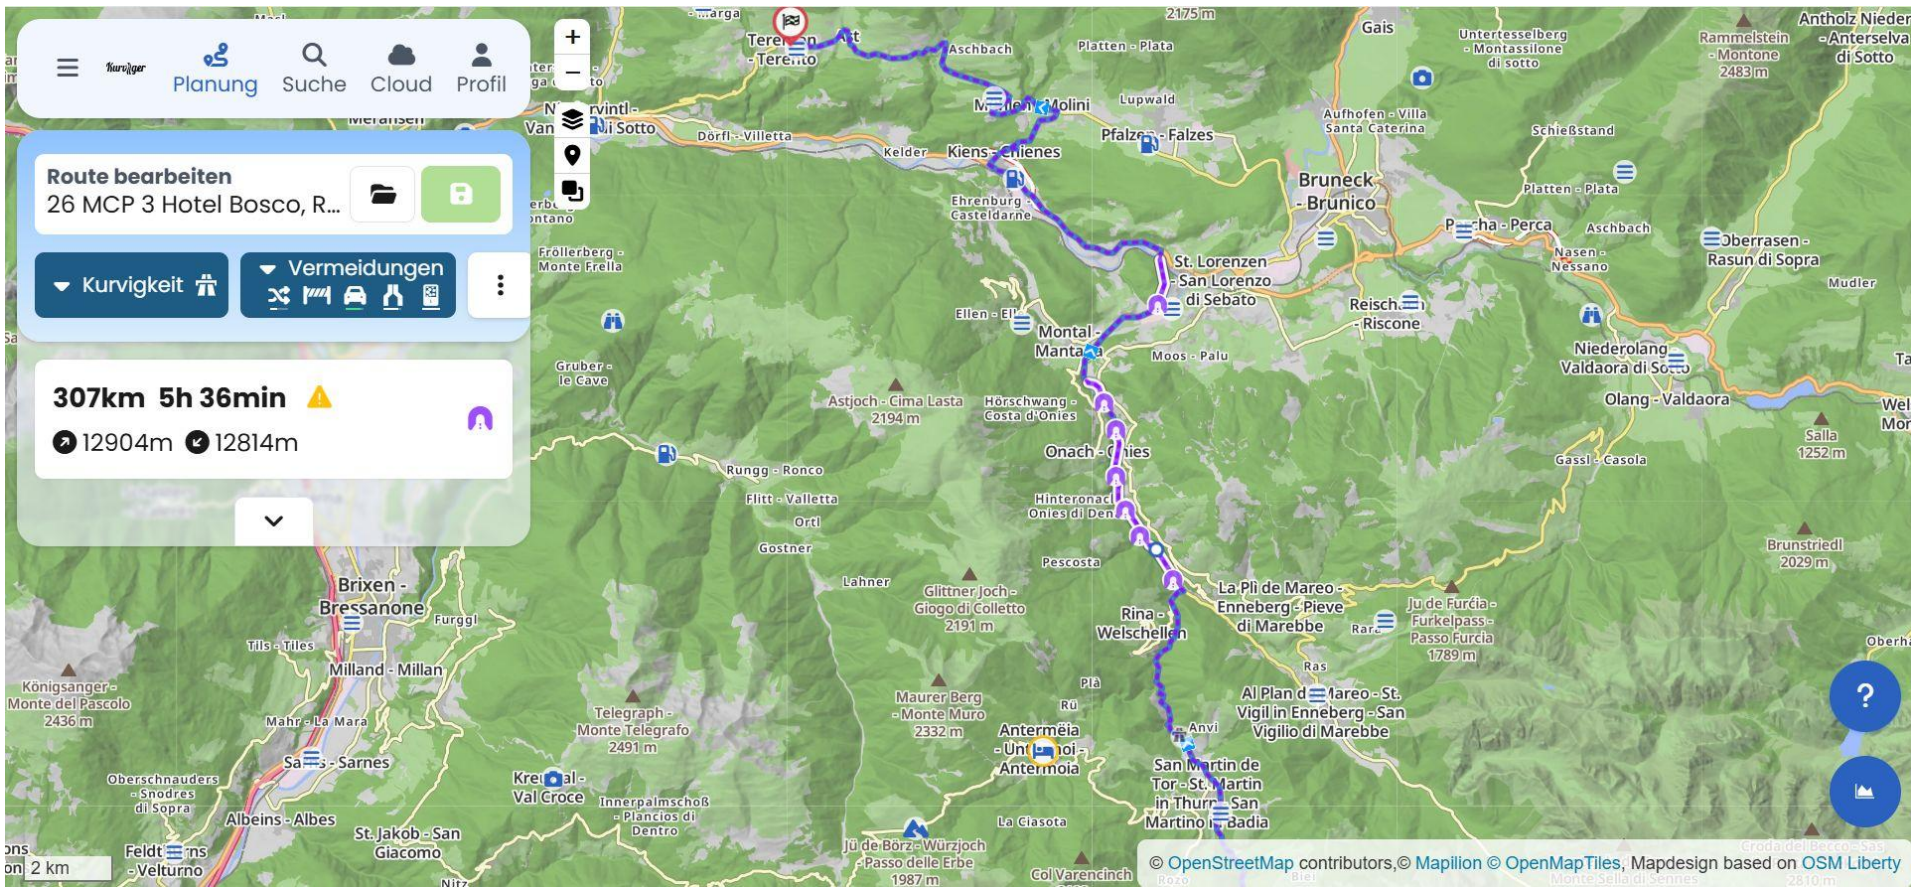 Planung
Suche
Cloud
Profil
Kurviger
Route bearbeiten
26 MCP 3 Hotel Bosco, R...
Kurvigkeit
Vermeidungen
307km 5h 36min
12904m 12814m
+
−
Meransen
Dörfl - Villetta
Kelder
Kiens - Chienes
Ehrenburg -
Casteldarne
Aschbach
Platten - Plata
2175 m
Gais
Untertesselberg
- Montassilone
di sotto
Rammelstein
- Montone
2483 m
Antholz Nieder
- Anterselva
di Sotto
Lupwald
Pfalzen - Falzes
Aufhofen - Villa
Santa Caterina
Schießstand
Bruneck
- Brunico
Platten - Plata
Percha - Perca
Aschbach
Nasen -
Nessano
Oberrasen -
Rasun di Sopra
Mudler
Fröllerberg -
Monte Frella
St. Lorenzen
- San Lorenzo
di Sebato
Reischach
- Riscone
Montal -
Mantana
Moos - Palu
Niederolang -
Valdaora di Sotto
Olang - Valdaora
Gruber -
le Cave
Astjoch - Cima Lasta
2194 m
Hörschwang -
Costa d'Onies
Salla
1252 m
Rungg - Ronco
Onach - Onies
Gassl - Casola
Flitt - Valletta
Ortl
Gostner
Pescosta
Brunstriedl
2029 m
Brixen -
Bressanone
Furggl
Lahner
Glittner Joch -
Giogo di Colletto
2191 m
La Plì de Mareo -
Enneberg - Pieve
di Marebbe
Ju de Furćia -
Furkelpass -
Passo Furcia
1789 m
Rina -
Welschellen
Tils - Tiles
Milland - Millan
Ras
Königsanger -
Monte del Pascolo
2436 m
Plà
Rü
Maurer Berg
- Monte Muro
2332 m
Al Plan de Mareo - St.
Vigil in Enneberg - San
Vigilio di Marebbe
Mahr - La Mara
Telegraph -
Monte Telegrafo
2491 m
Antermëia
- Untermoi -
Antermoia
Anvi
Sarns - Sarnes
San Martin de
Tor - St. Martin
in Thurn - San
Martino in Badia
Oberschnauders
- Snodres
di Sopra
Kreuztal -
Val Croce
Innerpalmschoß
- Plancios di
Dentro
La Ciasota
Albeins - Albes
St. Jakob - San
Giacomo
Feldthurns
- Velturno
Jü de Börz - Würzjoch
- Passo delle Erbe
1987 m
Col Varencinch
Nitz
2 km
?
© OpenStreetMap contributors,© Mapilion © OpenMapTiles, Mapdesign based on OSM Liberty